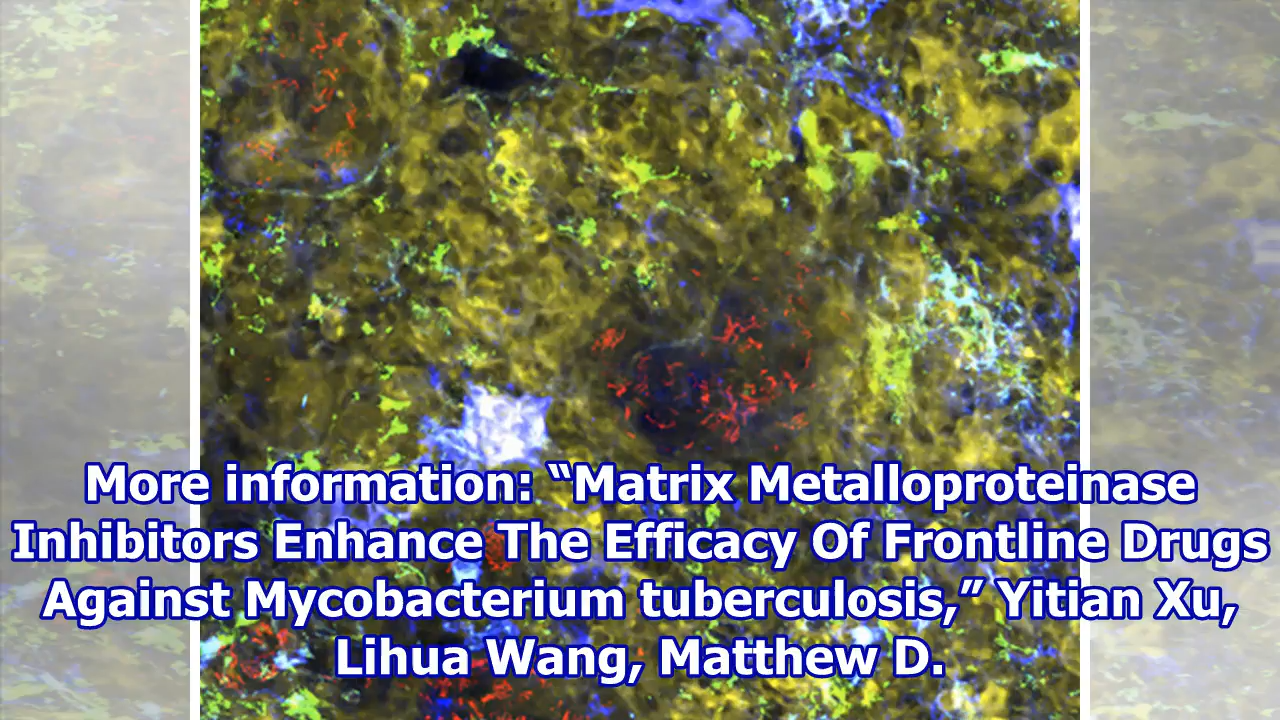 More information: “Matrix Metalloproteinase
Inhibitors Enhance The Efficacy Of Frontline Drugs
Against Mycobacterium tuberculosis,” Yitian Xu,
Lihua Wang, Matthew D.